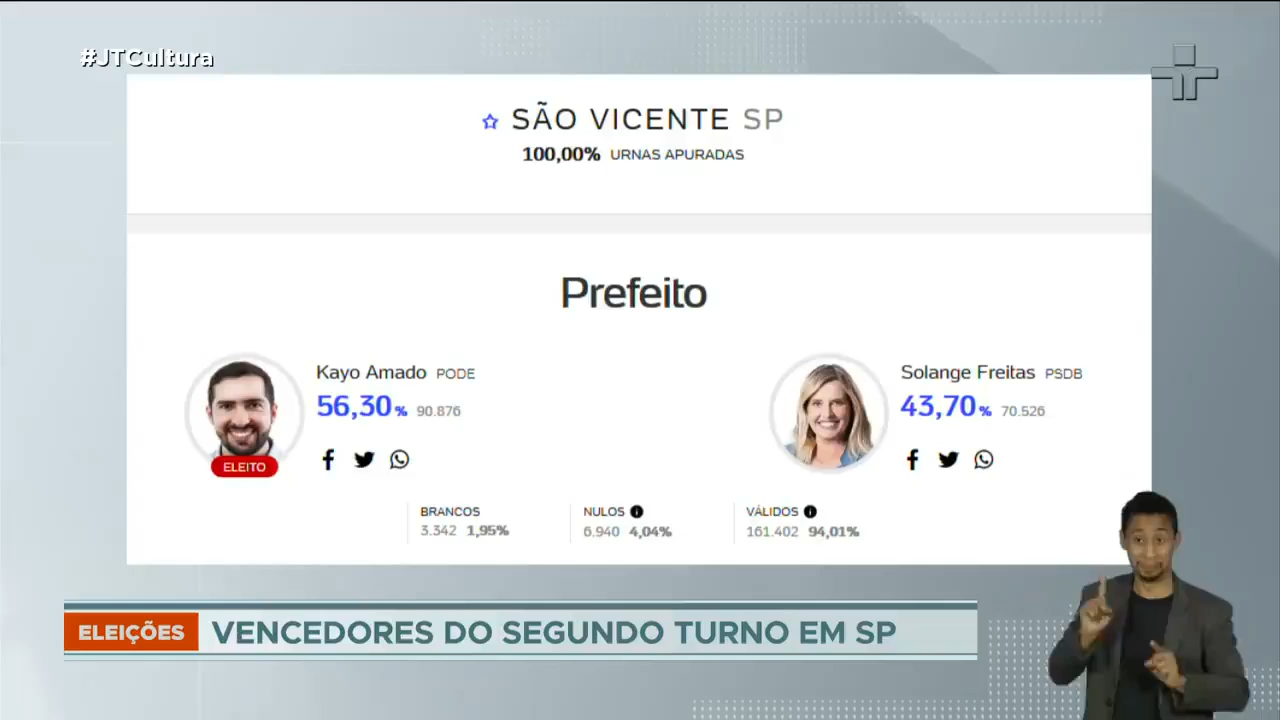 #JTCultura
SÃO VICENTE SP
100,00% URNAS APURADAS
Prefeito
Kayo Amado PODE
56,30% 90.876
ELEITO
Solange Freitas PSDB
43,70% 70.526
BRANCOS
3.342 1,95%
NULOS
6.940 4,04%
VÁLIDOS
161.402 94,01%
ELEIÇÕES VENCEDORES DO SEGUNDO TURNO EM SP